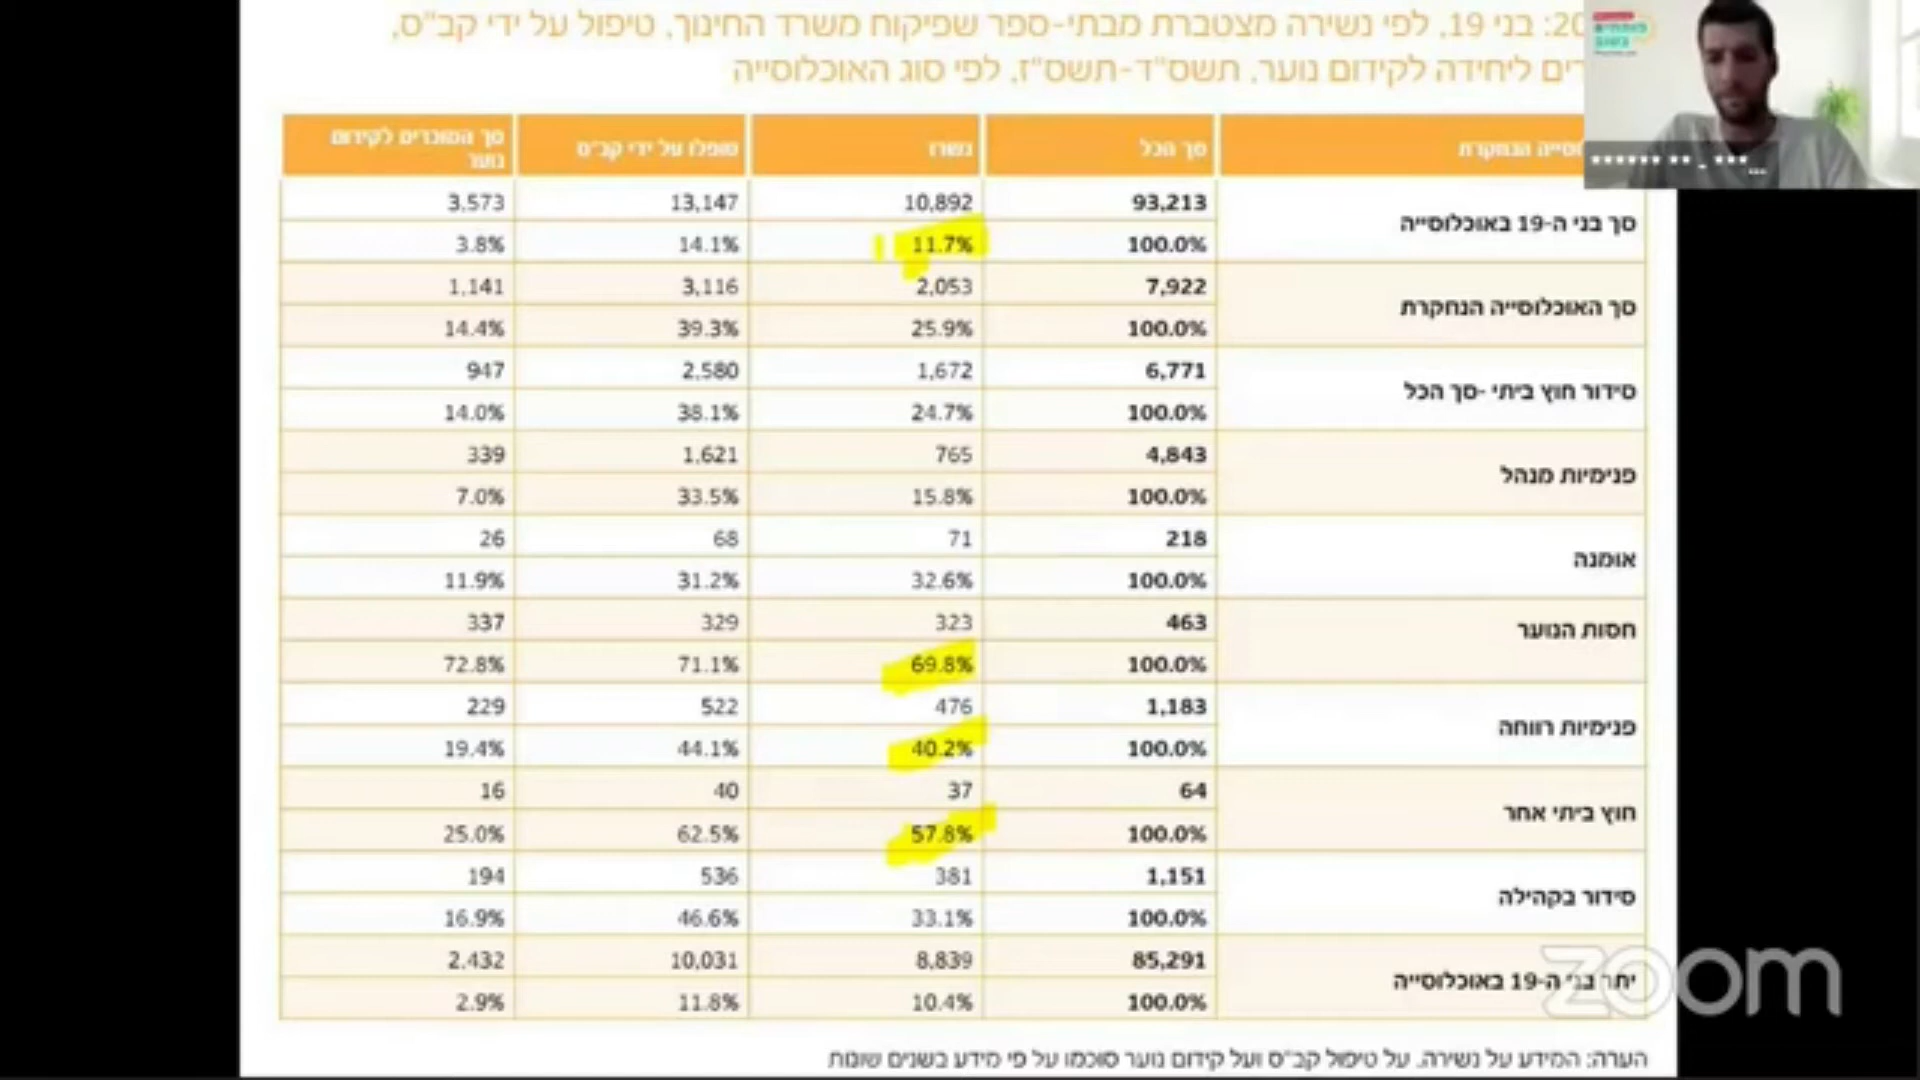 20: בני 19, לפי נשירה מצטברת מבתי-ספר שפיקוח משרד החינוך, טיפול על ידי קב"ס,
רים ליחידה לקידום נוער, תשס"ד-תשס"ז, לפי סוג האוכלוסייה
סייה הנחקרת סך הכל נשרו טופלו על ידי קב"ס סך המוכרים לקידום נוער
סך בני ה-19 באוכלוסייה 93,213 10,892 13,147 3,573
100.0% 11.7% 14.1% 3.8%
סך האוכלוסייה הנחקרת 7,922 2,053 3,116 1,141
100.0% 25.9% 39.3% 14.4%
סידור חוץ ביתי -סך הכל 6,771 1,672 2,580 947
100.0% 24.7% 38.1% 14.0%
פנימיות מנהל 4,843 765 1,621 339
100.0% 15.8% 33.5% 7.0%
אומנה 218 71 68 26
100.0% 32.6% 31.2% 11.9%
חסות הנוער 463 323 329 337
100.0% 69.8% 71.1% 72.8%
פנימיות רווחה 1,183 476 522 229
100.0% 40.2% 44.1% 19.4%
חוץ ביתי אחר 64 37 40 16
100.0% 57.8% 62.5% 25.0%
סידור בקהילה 1,151 381 536 194
100.0% 33.1% 46.6% 16.9%
יתר בני ה-19 באוכלוסייה 85,291 8,839 10,031 2,432
100.0% 10.4% 11.8% 2.9%
הערה: המידע על נשירה, על טיפול קב"ס ועל קידום נוער סוכמו על פי מידע בשנים שונות
zoom